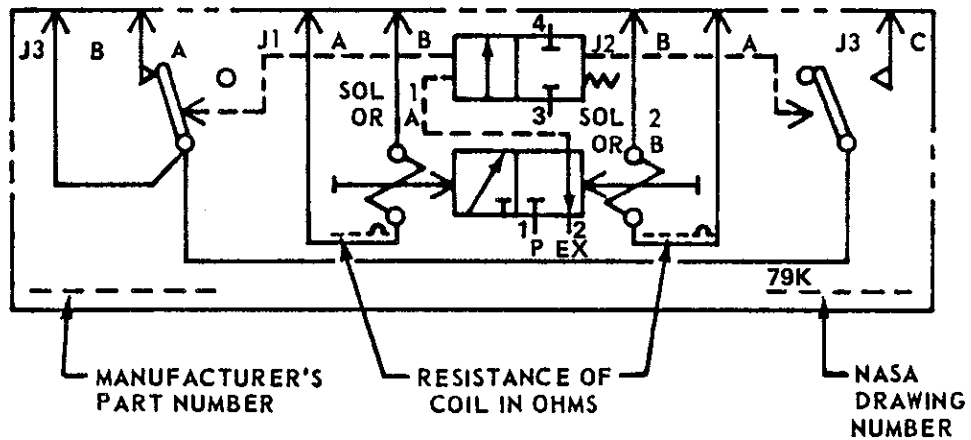 J3 B A J1 A B 4 J2 B A J3 C
SOL 1 3 SOL 2
OR A OR B
1 2
P EX
79K
MANUFACTURER'S
PART NUMBER
RESISTANCE OF
COIL IN OHMS
NASA
DRAWING
NUMBER